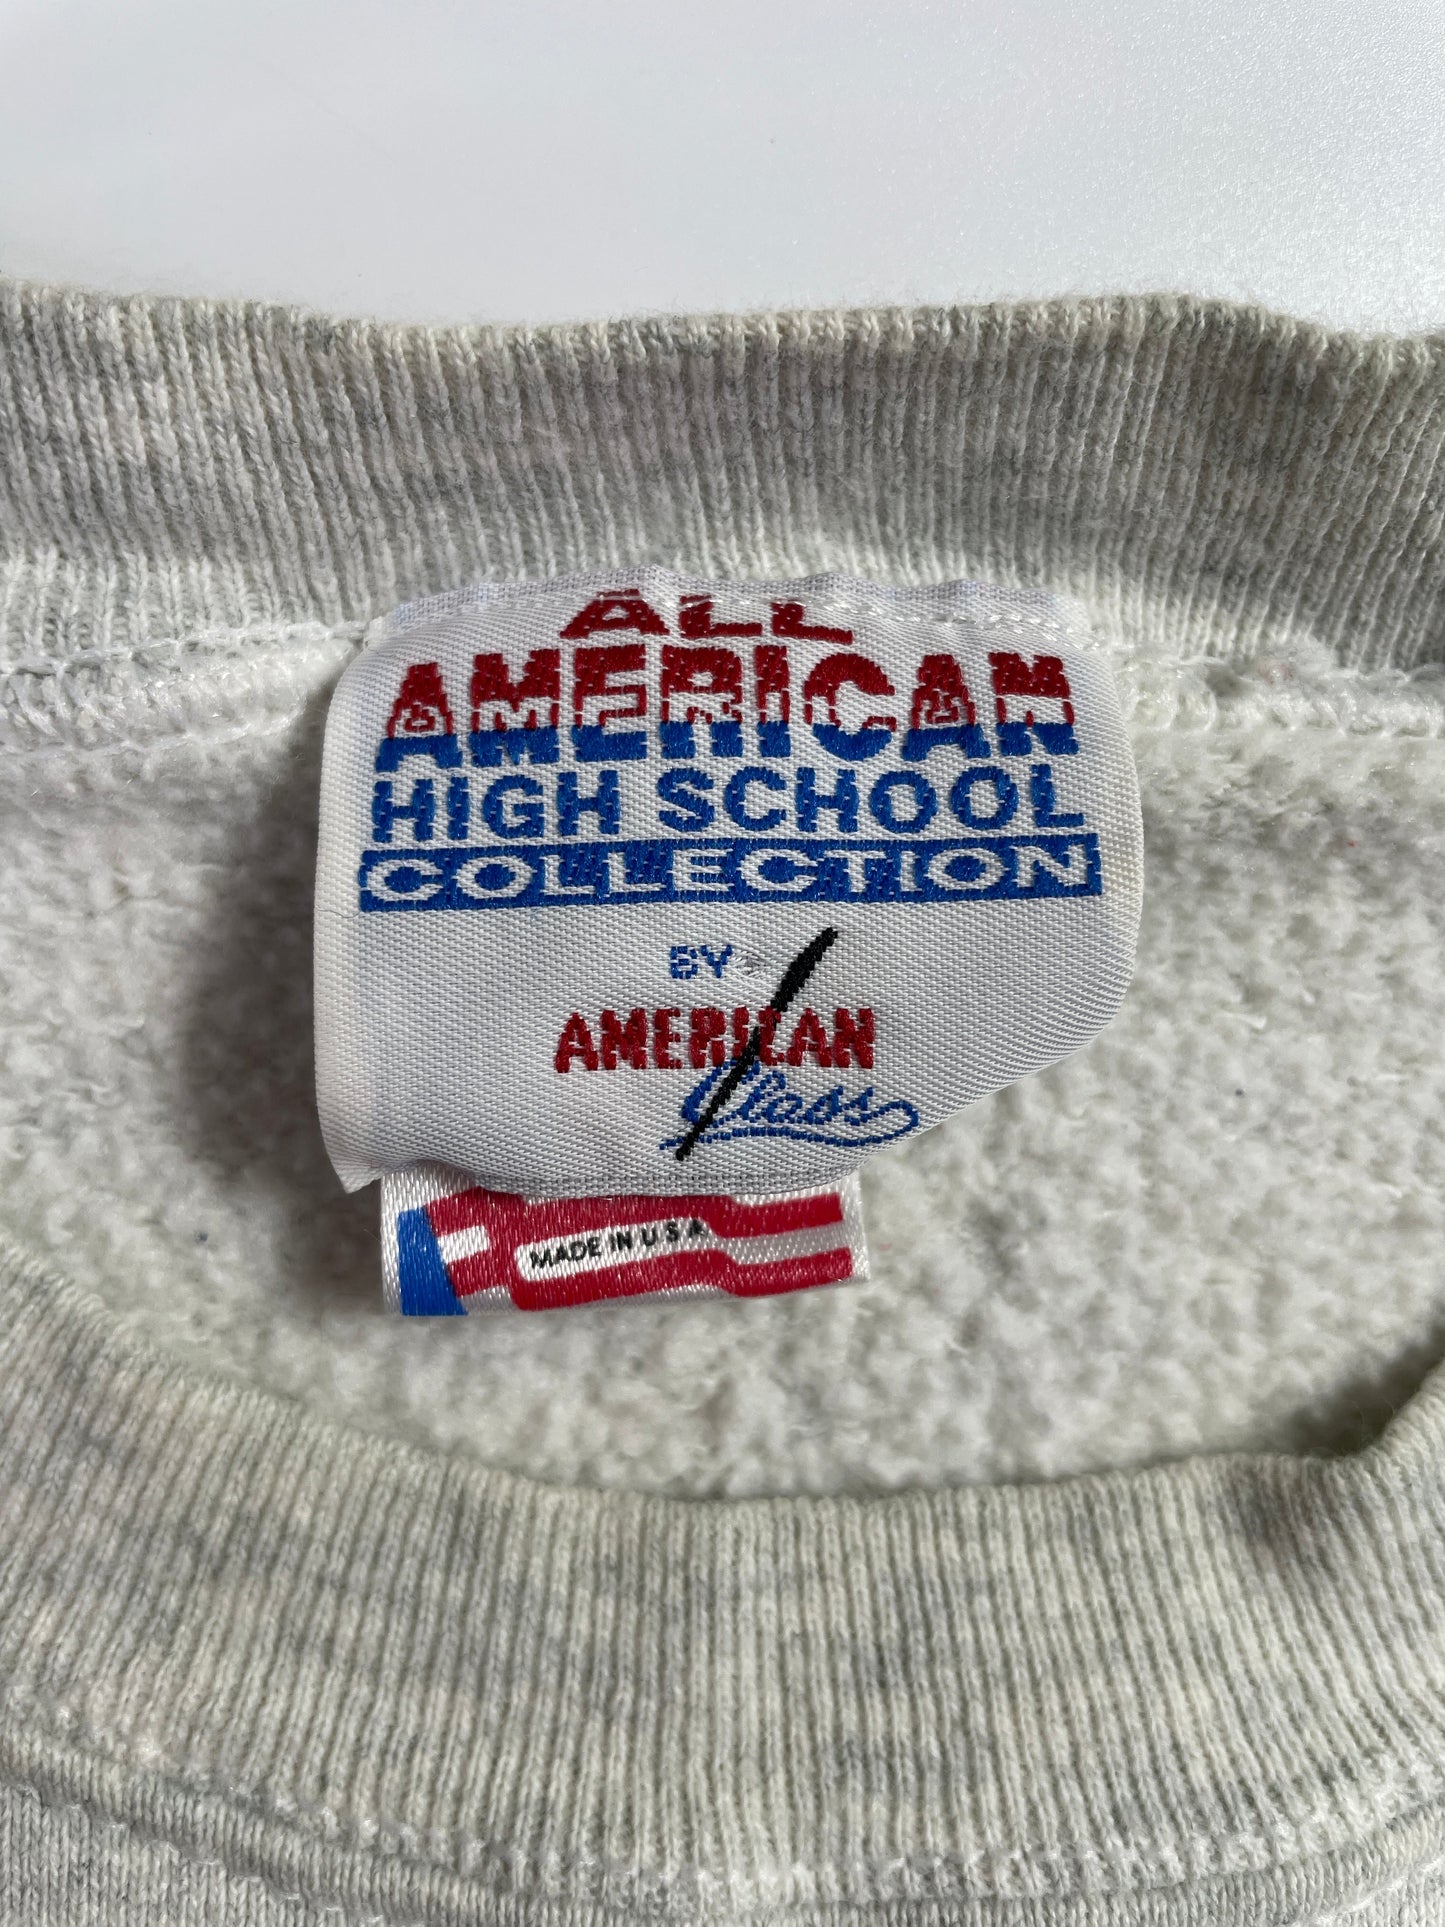 ALL
AMERICAN
HIGH SCHOOL
COLLECTION
BY
AMERICAN
Class
MADE IN U S A